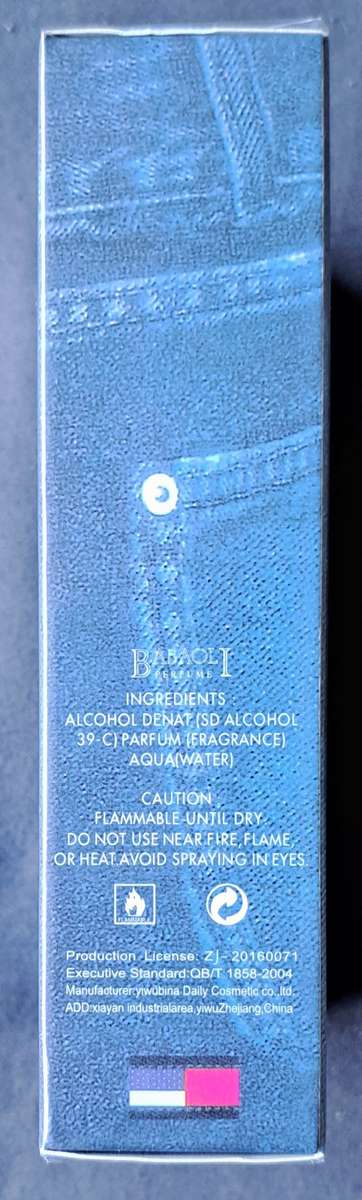 BABAOLI
PERFUME
INGREDIENTS
ALCOHOL DENAT.(SD ALCOHOL
39-C) PARFUM (FRAGRANCE)
AQUA(WATER)
CAUTION :
FLAMMABLE UNTIL DRY
DO NOT USE NEAR FIRE, FLAME,
OR HEAT.AVOID SPRAYING IN EYES.
FLAMMABLE
Production License: ZJ-20160071
Executive Standard:QB/T 1858-2004
Manufacturer:yiwubina Daily Cosmetic co.,ltd.
ADD:xiayan industrialarea,yiwuZhejiang,China